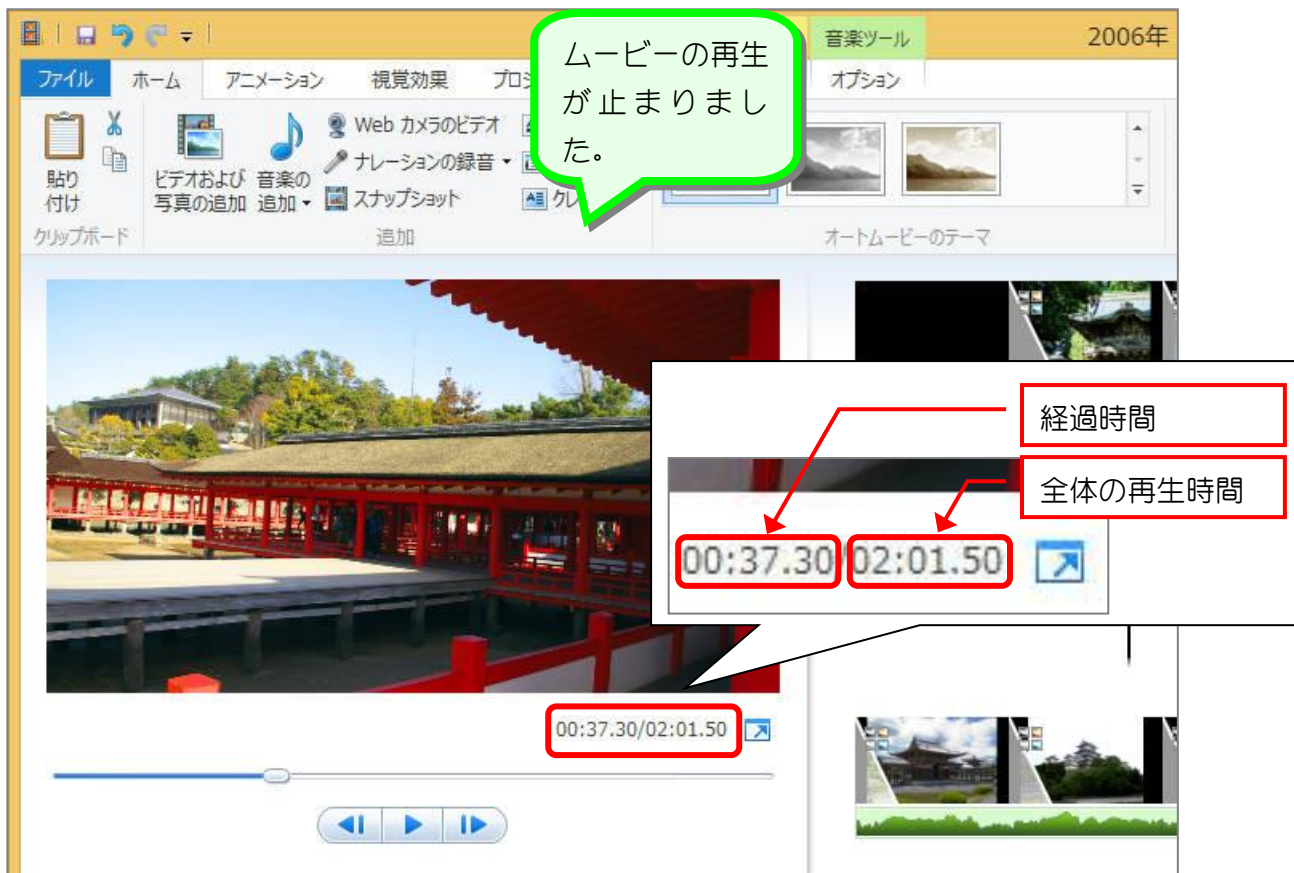 音楽ツール
2006年
ファイル ホーム アニメーション 視覚効果 オプション
ムービーの再生
が止まりまし
た。
貼り
付け
クリップボード
ビデオおよび
写真の追加
音楽の
追加
Web カメラのビデオ
ナレーションの録音
スナップショット
追加
オートムービーのテーマ
経過時間
全体の再生時間
00:37.30/02:01.50
00:37.30/02:01.50